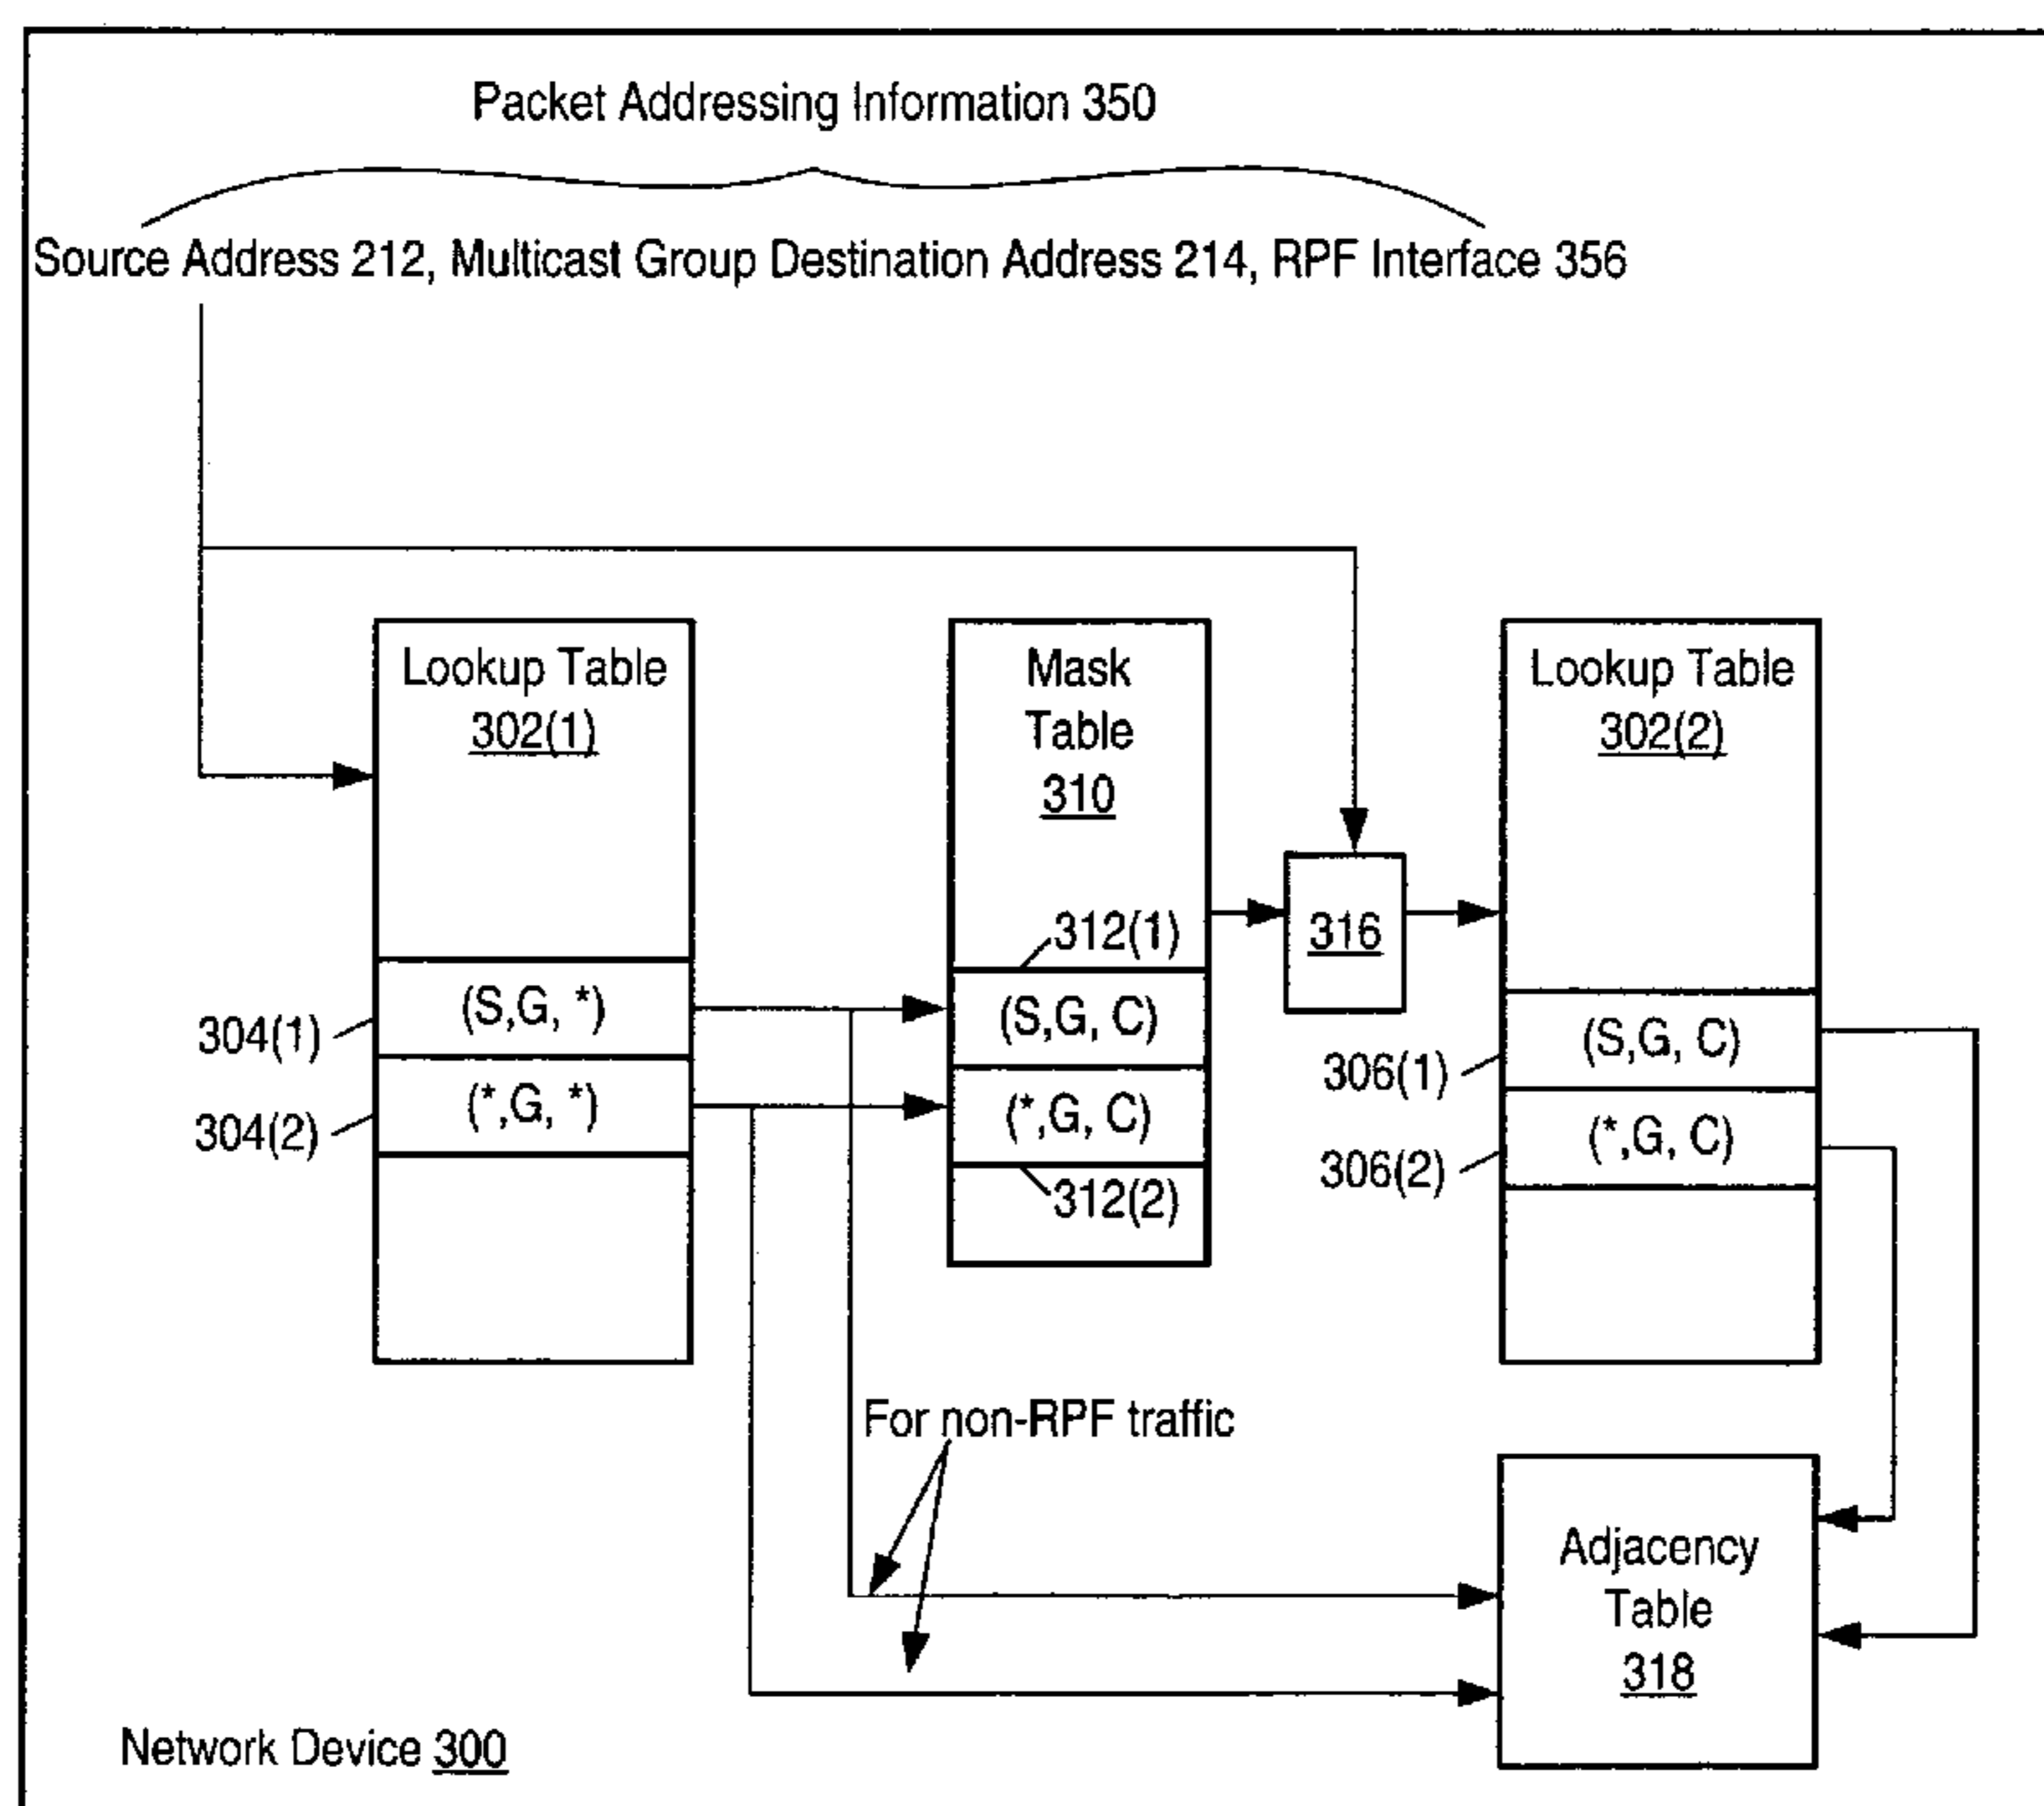 Packet Addressing Information 350
Source Address 212, Multicast Group Destination Address 214, RPF Interface 356
Lookup Table
302(1)
Mask
Table
310
Lookup Table
302(2)
312(1)
316
304(1)
(S,G, *)
(S,G, C)
306(1)
(S,G, C)
304(2)
(*,G, *)
(*,G, C)
306(2)
(*,G, C)
312(2)
For non-RPF traffic
Adjacency
Table
318
Network Device 300